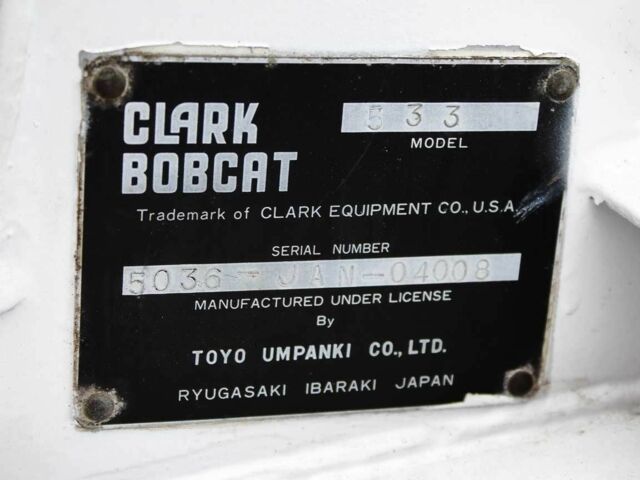 CLARK
BOBCAT
533
MODEL
Trademark of CLARK EQUIPMENT CO., U.S.A.
SERIAL NUMBER
5036-JAN-04008
MANUFACTURED UNDER LICENSE
By
TOYO UMPANKI CO., LTD.
RYUGASAKI IBARAKI JAPAN